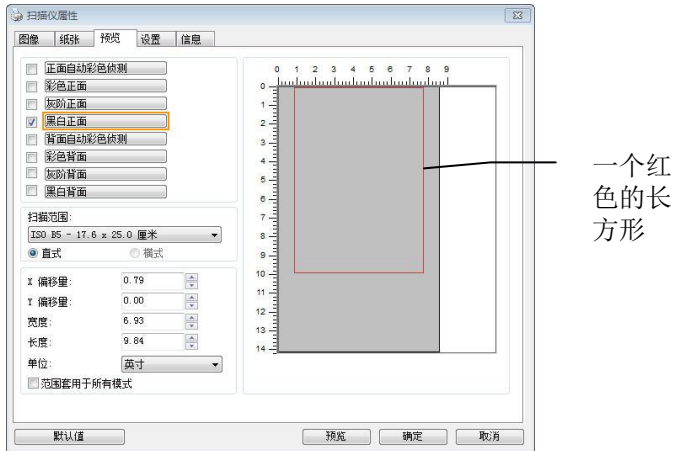 扫描仪属性
图像 纸张 预览 设置 信息
正面自动彩色侦测
彩色正面
灰阶正面
黑白正面
背面自动彩色侦测
彩色背面
灰阶背面
黑白背面
扫描范围:
ISO B5 - 17.6 x 25.0 厘米
直式 横式
X 偏移量: 0.79
Y 偏移量: 0.00
宽度: 6.93
长度: 9.84
单位: 英寸
范围套用于所有模式
0 1 2 3 4 5 6 7 8 9
0
1
2
3
4
5
6
7
8
9
10
11
12
13
14
一个红
色的长
方形
默认值 预览 确定 取消